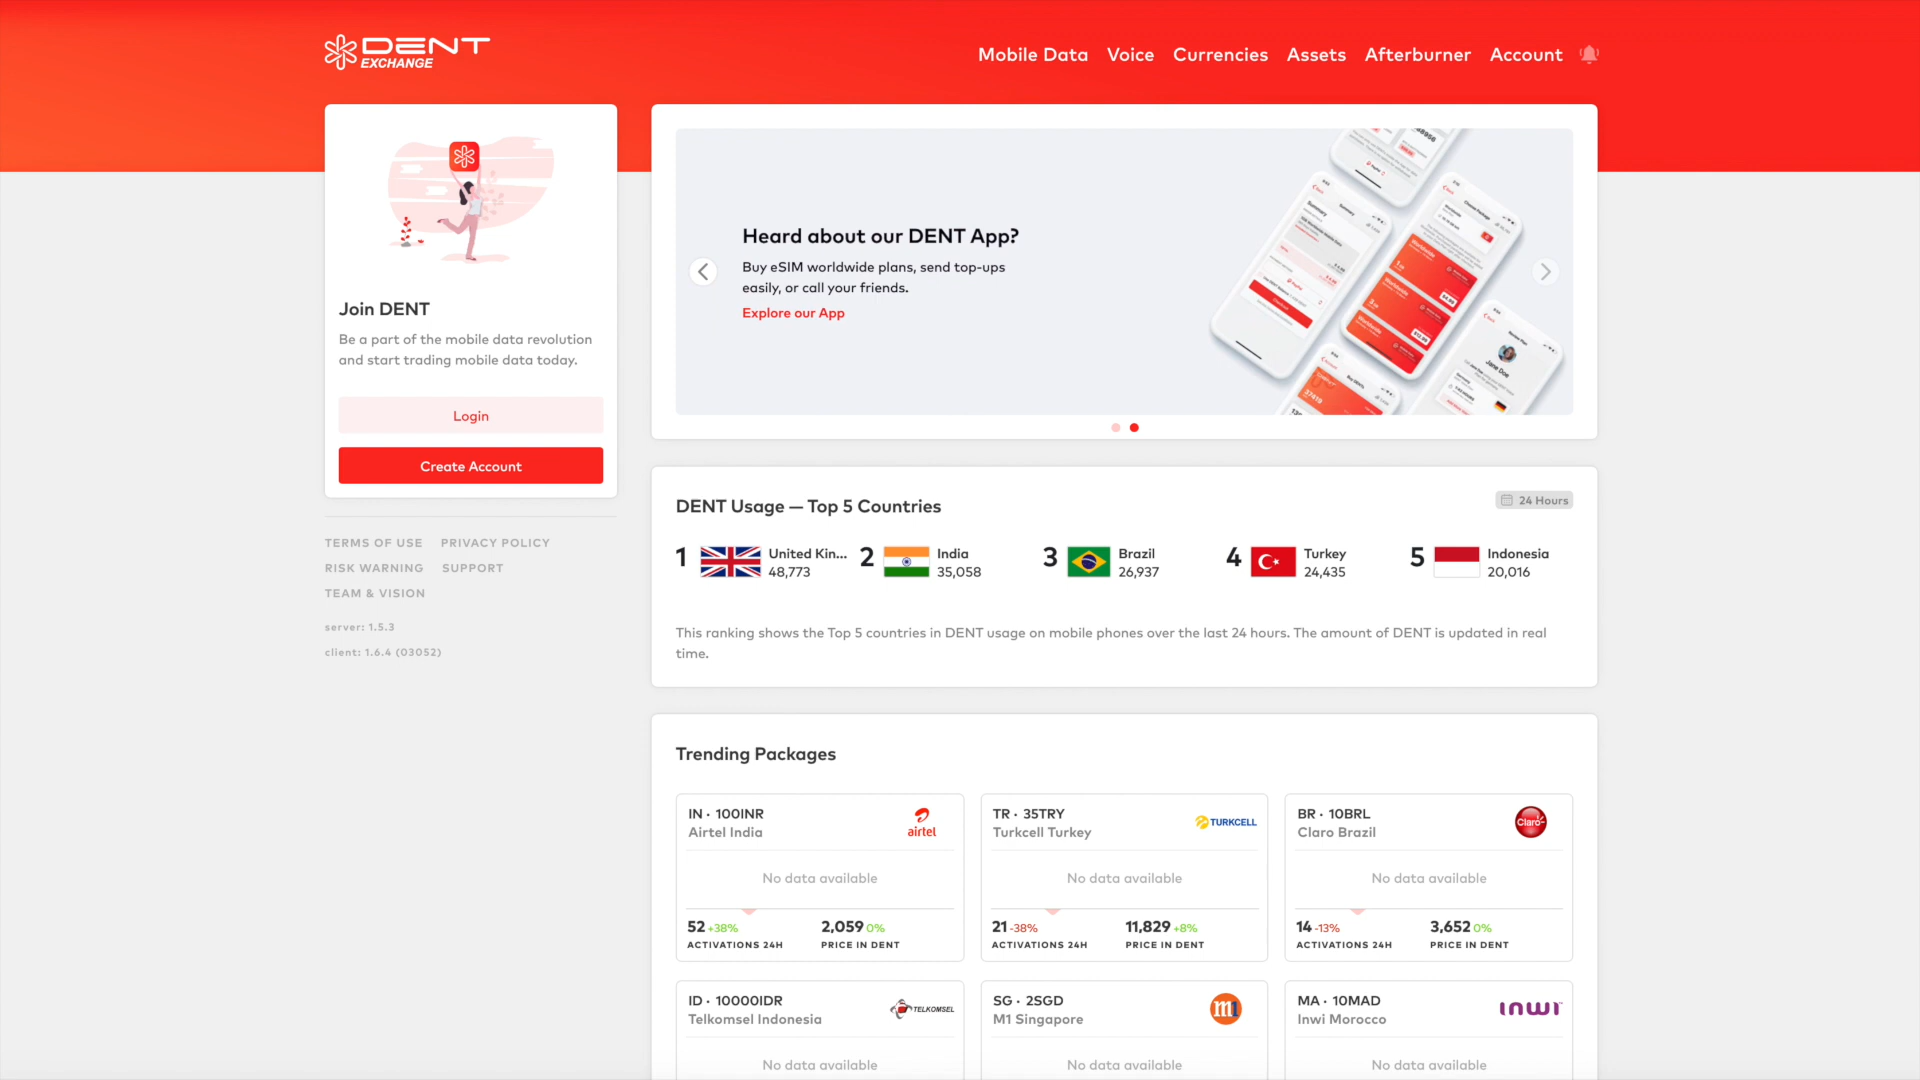 DENT
EXCHANGE
Mobile Data Voice Currencies Assets Afterburner Account
Join DENT
Be a part of the mobile data revolution
and start trading mobile data today.
Login
Create Account
TERMS OF USE PRIVACY POLICY
RISK WARNING SUPPORT
TEAM & VISION
server: 1.5.3
client: 1.6.4 (03052)
Heard about our DENT App?
Buy eSIM worldwide plans, send top-ups
easily, or call your friends.
Explore our App
Summary
Jane Doe
DENT Usage — Top 5 Countries
24 Hours
1 United Kin... 48,773
2 India 35,058
3 Brazil 26,937
4 Turkey 24,435
5 Indonesia 20,016
This ranking shows the Top 5 countries in DENT usage on mobile phones over the last 24 hours. The amount of DENT is updated in real
time.
Trending Packages
IN · 100INR
Airtel India
airtel
No data available
52 +38% 2,059 0%
ACTIVATIONS 24H PRICE IN DENT
TR · 35TRY
Turkcell Turkey
TURKCELL
No data available
21 -38% 11,829 +8%
ACTIVATIONS 24H PRICE IN DENT
BR · 10BRL
Claro Brazil
Claro
No data available
14 -13% 3,652 0%
ACTIVATIONS 24H PRICE IN DENT
ID · 10000IDR
Telkomsel Indonesia
TELKOMSEL
No data available
SG · 2SGD
M1 Singapore
m1
No data available
MA · 10MAD
Inwi Morocco
inwi
No data available